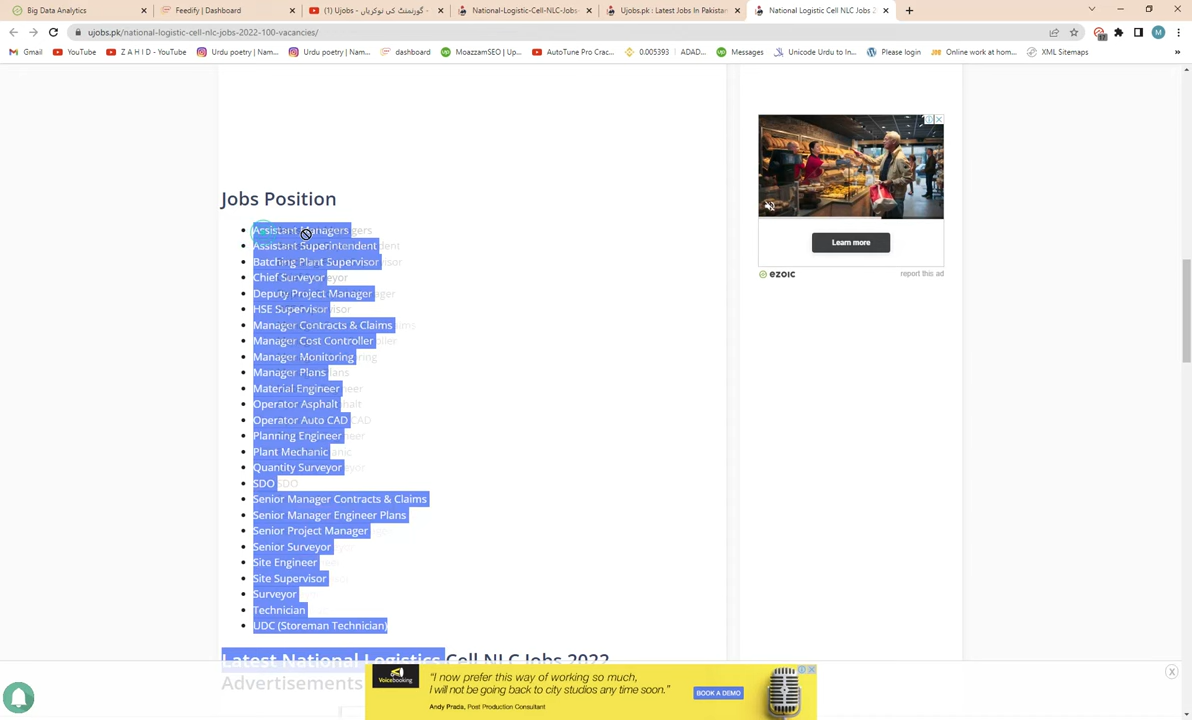 Big Data Analytics
Feedify | Dashboard
(1) Ujobs - گورنمنٹ کی نوکریاں
National-Logistic-Cell-NLC-Jobs-
Ujobs.pk : Latest Jobs In Pakistan
National Logistic Cell NLC Jobs 2
ujobs.pk/national-logistic-cell-nlc-jobs-2022-100-vacancies/
Gmail
YouTube
Z A H I D - YouTube
Urdu poetry | Nam...
Urdu poetry | Nam...
dashboard
MoazzamSEO | Up...
AutoTune Pro Crac...
0.005393 | ADAD...
Messages
Unicode Urdu to In...
Please login
Online work at hom...
XML Sitemaps
Jobs Position
Assistant Managers
Assistant Superintendent
Batching Plant Supervisor
Chief Surveyor
Deputy Project Manager
HSE Supervisor
Manager Contracts & Claims
Manager Cost Controller
Manager Monitoring
Manager Plans
Material Engineer
Operator Asphalt
Operator Auto CAD
Planning Engineer
Plant Mechanic
Quantity Surveyor
SDO
Senior Manager Contracts & Claims
Senior Manager Engineer Plans
Senior Project Manager
Senior Surveyor
Site Engineer
Site Supervisor
Surveyor
Technician
UDC (Storeman Technician)
Latest National Logistics Cell NLC Jobs 2022
Advertisements
Learn more
ezoic
report this ad
Voicebooking
“I now prefer this way of working so much,
I will not be going back to city studios any time soon.”
Andy Prada, Post Production Consultant
BOOK A DEMO